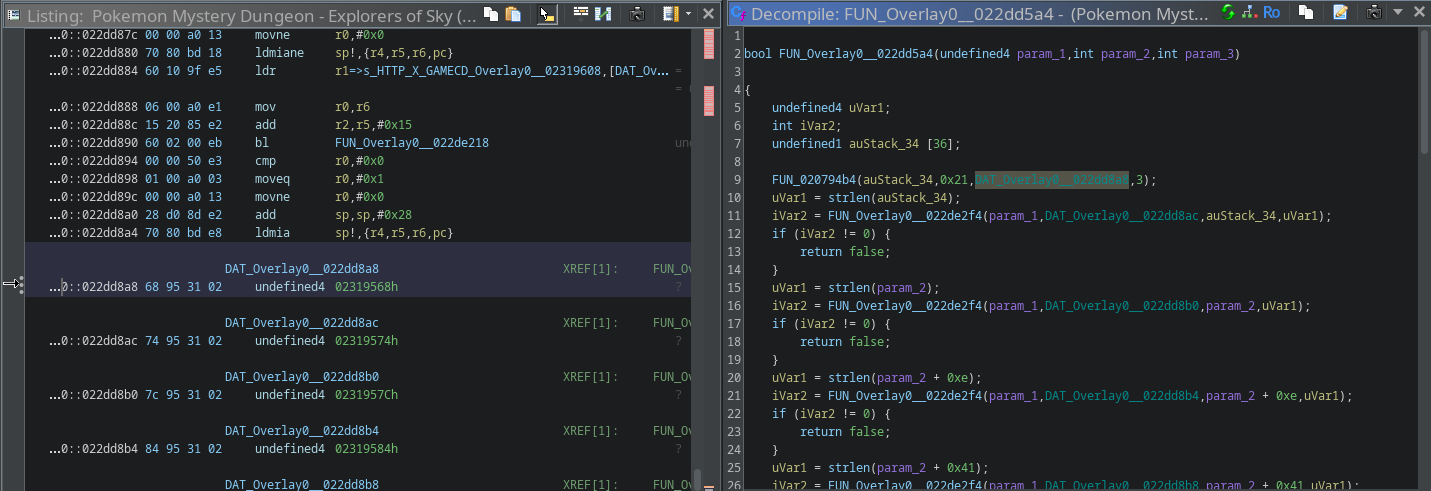 Listing: Pokemon Mystery Dungeon - Explorers of Sky (...
...0::022dd87c 00 00 a0 13 movne r0,#0x0
...0::022dd880 70 80 bd 18 ldmiane sp!,{r4,r5,r6,pc}
...0::022dd884 60 10 9f e5 ldr r1=>s_HTTP_X_GAMECD_Overlay0__02319608,[DAT_Ov... =
=
...0::022dd888 06 00 a0 e1 mov r0,r6
...0::022dd88c 15 20 85 e2 add r2,r5,#0x15
...0::022dd890 60 02 00 eb bl FUN_Overlay0__022de218 un
...0::022dd894 00 00 50 e3 cmp r0,#0x0
...0::022dd898 01 00 a0 03 moveq r0,#0x1
...0::022dd89c 00 00 a0 13 movne r0,#0x0
...0::022dd8a0 28 d0 8d e2 add sp,sp,#0x28
...0::022dd8a4 70 80 bd e8 ldmia sp!,{r4,r5,r6,pc}
DAT_Overlay0__022dd8a8 XREF[1]: FUN_Ov
...0::022dd8a8 68 95 31 02 undefined4 02319568h ?
DAT_Overlay0__022dd8ac XREF[1]: FUN_Ov
...0::022dd8ac 74 95 31 02 undefined4 02319574h ?
DAT_Overlay0__022dd8b0 XREF[1]: FUN_Ov
...0::022dd8b0 7c 95 31 02 undefined4 0231957Ch ?
DAT_Overlay0__022dd8b4 XREF[1]: FUN_Ov
...0::022dd8b4 84 95 31 02 undefined4 02319584h ?
DAT_Overlay0__022dd8b8 XREF[1]: FUN_Ov
Decompile: FUN_Overlay0__022dd5a4 - (Pokemon Myst...
Ro
1
2 bool FUN_Overlay0__022dd5a4(undefined4 param_1,int param_2,int param_3)
3
4 {
5 undefined4 uVar1;
6 int iVar2;
7 undefined1 auStack_34 [36];
8
9 FUN_020794b4(auStack_34,0x21,DAT_Overlay0__022dd8a8,3);
10 uVar1 = strlen(auStack_34);
11 iVar2 = FUN_Overlay0__022de2f4(param_1,DAT_Overlay0__022dd8ac,auStack_34,uVar1);
12 if (iVar2 != 0) {
13 return false;
14 }
15 uVar1 = strlen(param_2);
16 iVar2 = FUN_Overlay0__022de2f4(param_1,DAT_Overlay0__022dd8b0,param_2,uVar1);
17 if (iVar2 != 0) {
18 return false;
19 }
20 uVar1 = strlen(param_2 + 0xe);
21 iVar2 = FUN_Overlay0__022de2f4(param_1,DAT_Overlay0__022dd8b4,param_2 + 0xe,uVar1);
22 if (iVar2 != 0) {
23 return false;
24 }
25 uVar1 = strlen(param_2 + 0x41);
26 iVar2 = FUN_Overlay0__022de2f4(param_1,DAT_Overlay0__022dd8b8,param_2 + 0x41,uVar1);